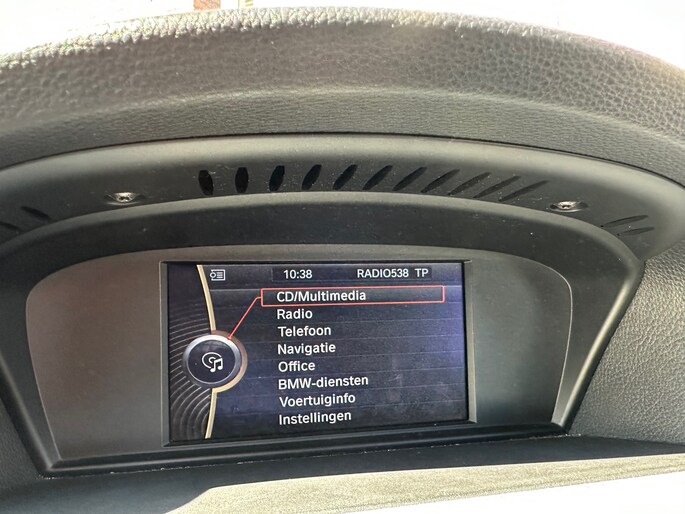 10:38 RADIO538 TP
CD/Multimedia
Radio
Telefoon
Navigatie
Office
BMW-diensten
Voertuiginfo
Instellingen